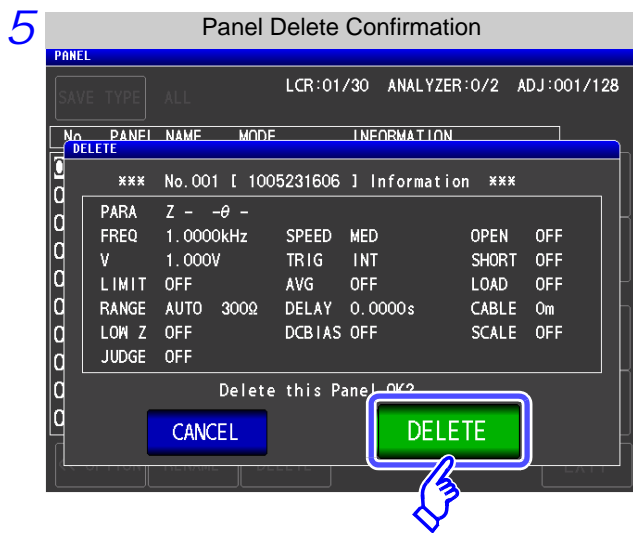 5 Panel Delete Confirmation
PANEL
SAVE TYPE ALL LCR:01/30 ANALYZER:0/2 ADJ:001/128
No. PANEL NAME MODE INFORMATION
DELETE
*** No.001 [ 1005231606 ] Information ***
PARA Z - -θ -
FREQ 1.0000kHz SPEED MED OPEN OFF
V 1.000V TRIG INT SHORT OFF
LIMIT OFF AVG OFF LOAD OFF
RANGE AUTO 300Ω DELAY 0.0000s CABLE 0m
LOW Z OFF DCBIAS OFF SCALE OFF
JUDGE OFF
Delete this Panel OK?
CANCEL DELETE
OPTION RENAME DELETE EXIT